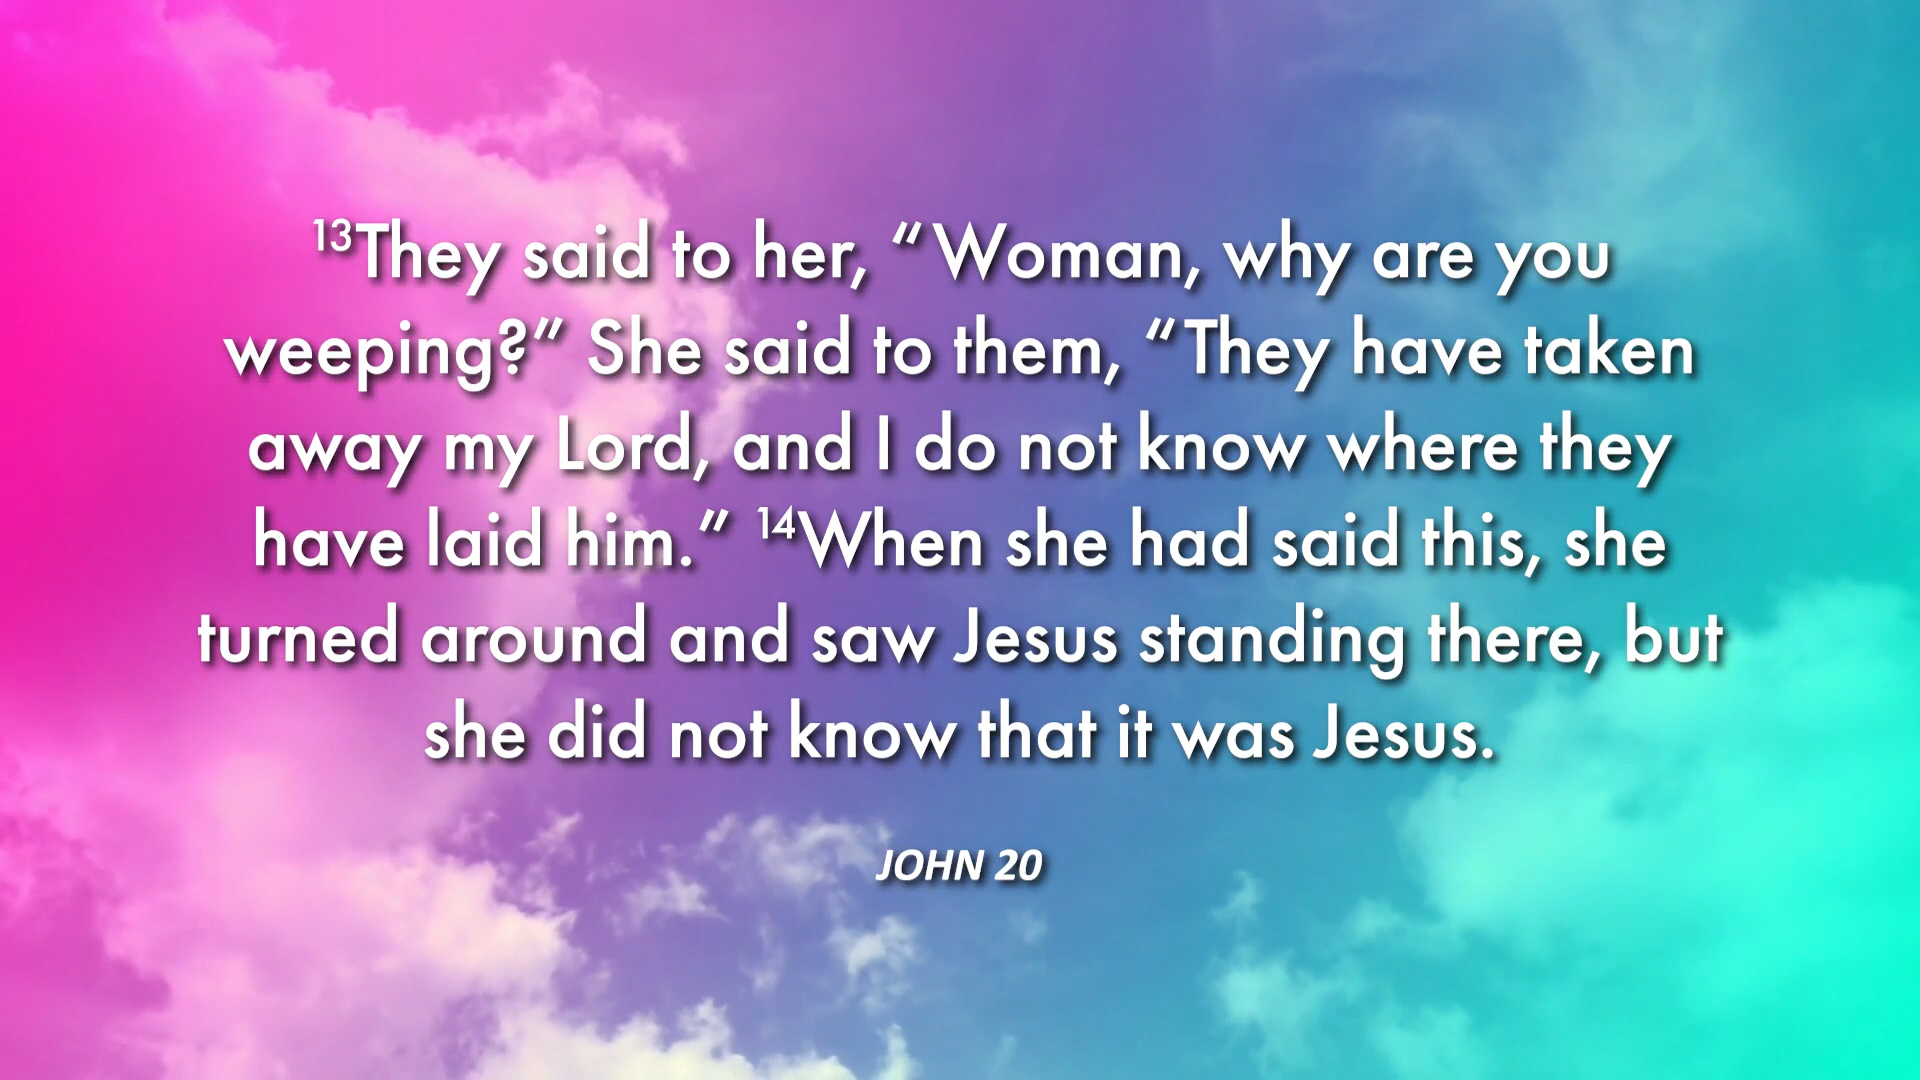 ¹³They said to her, “Woman, why are you
weeping?” She said to them, “They have taken
away my Lord, and I do not know where they
have laid him.” ¹⁴When she had said this, she
turned around and saw Jesus standing there, but
she did not know that it was Jesus.
JOHN 20